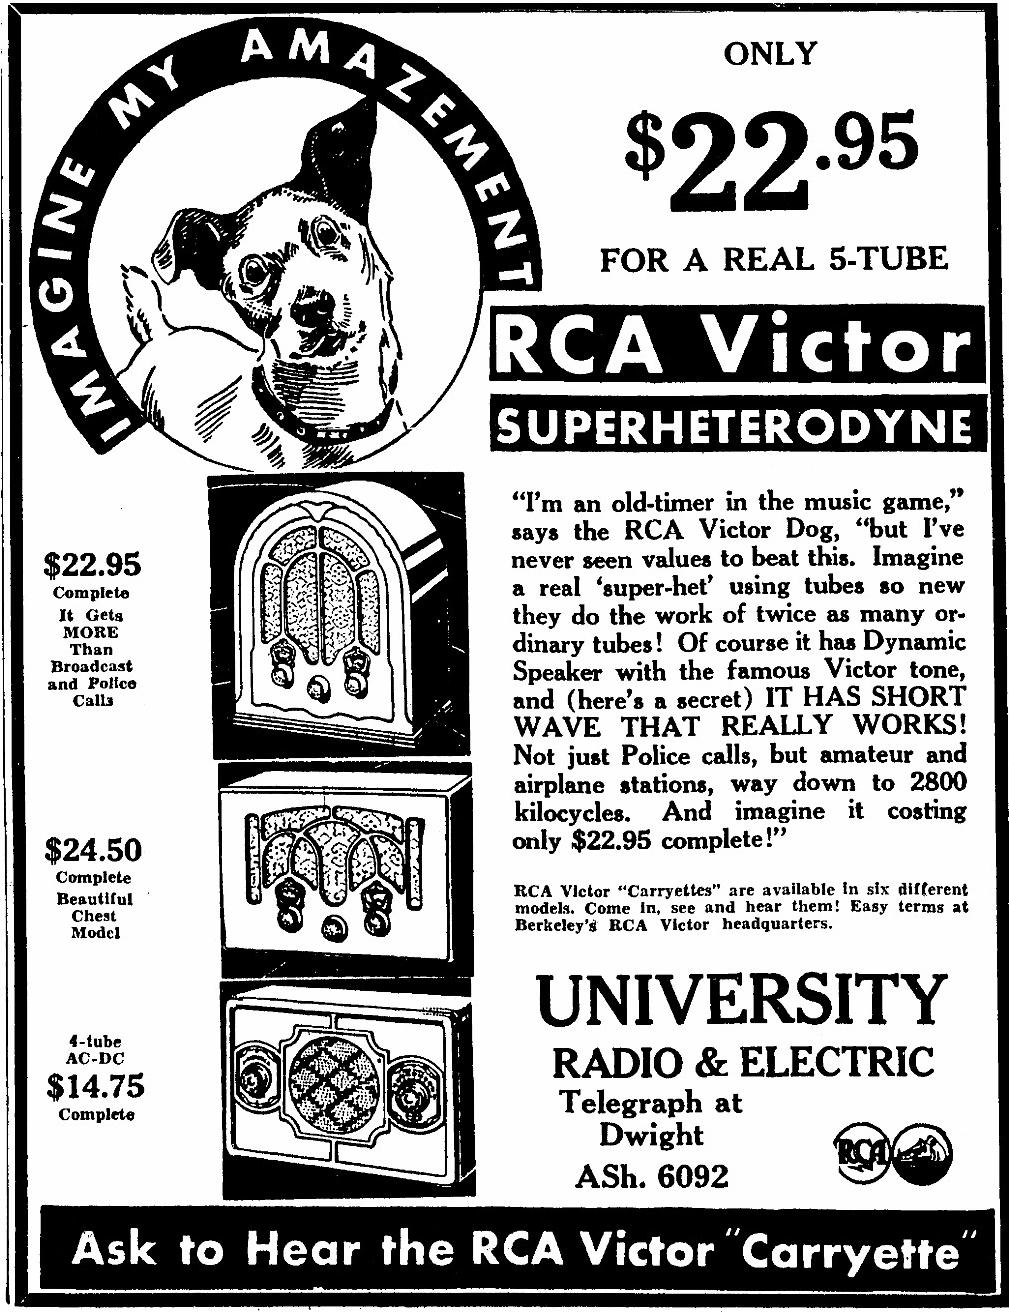 IMAGINE MY AMAZEMENT
ONLY
$22.95
FOR A REAL 5-TUBE
RCA Victor
SUPERHETERODYNE
"I'm an old-timer in the music game,"
says the RCA Victor Dog, "but I've
never seen values to beat this. Imagine
a real 'super-het' using tubes so new
they do the work of twice as many or-
dinary tubes! Of course it has Dynamic
Speaker with the famous Victor tone,
and (here's a secret) IT HAS SHORT
WAVE THAT REALLY WORKS!
Not just Police calls, but amateur and
airplane stations, way down to 2800
kilocycles. And imagine it costing
only $22.95 complete!"
RCA Victor "Carryettes" are available in six different
models. Come in, see and hear them! Easy terms at
Berkeley's RCA Victor headquarters.
$22.95
Complete
It Gets
MORE
Than
Broadcast
and Police
Calls
$24.50
Complete
Beautiful
Chest
Model
4-tube
AC-DC
$14.75
Complete
UNIVERSITY
RADIO & ELECTRIC
Telegraph at
Dwight
ASh. 6092
RCA
Ask to Hear the RCA Victor "Carryette"